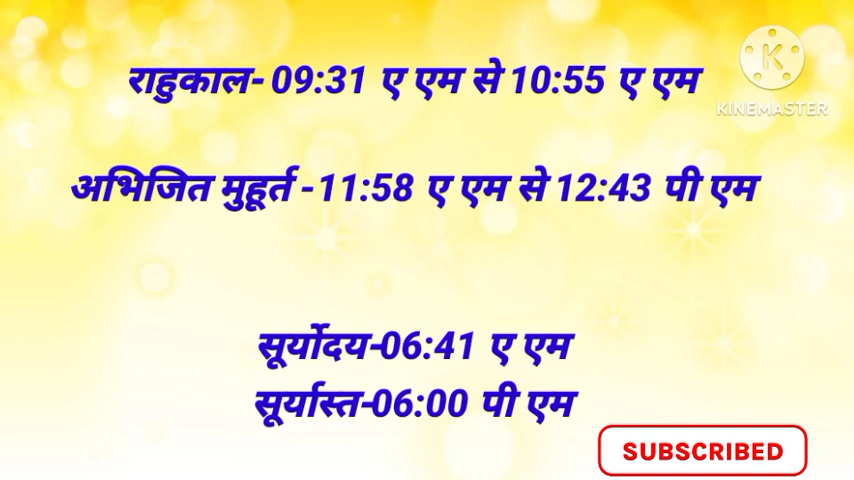 राहुकाल- 09:31 ए एम से 10:55 ए एम
KINEMASTER
अभिजित मुहूर्त -11:58 ए एम से 12:43 पी एम
सूर्योदय-06:41 ए एम
सूर्यास्त-06:00 पी एम
SUBSCRIBED